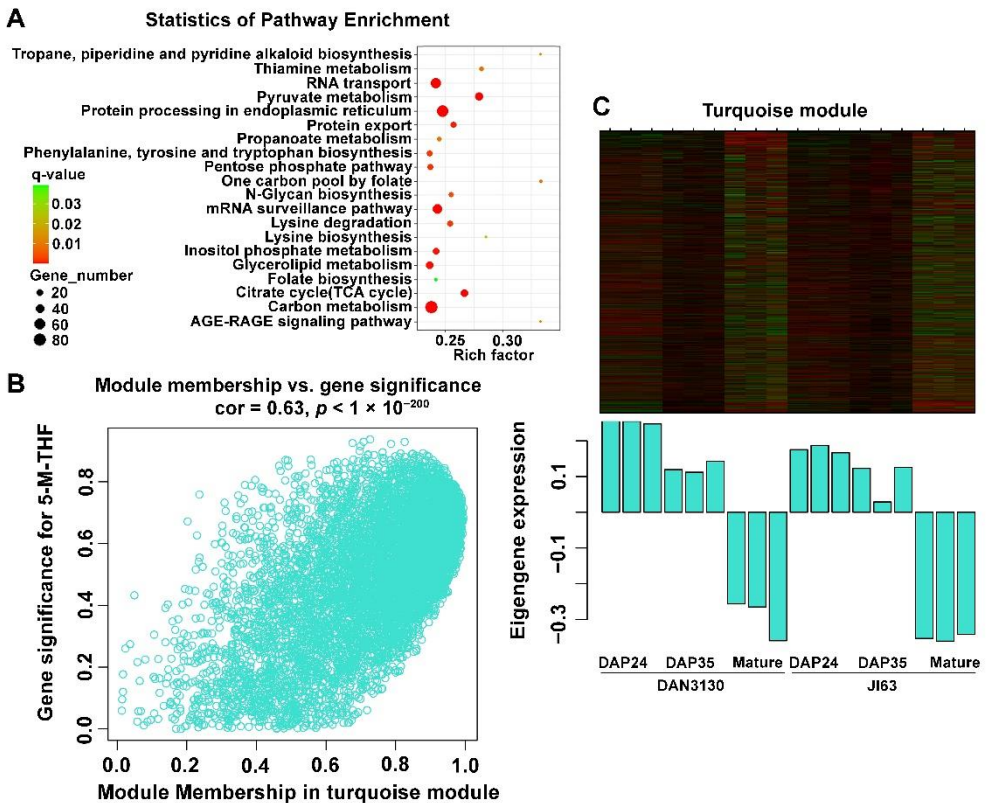 A
Statistics of Pathway Enrichment
Tropane, piperidine and pyridine alkaloid biosynthesis
Thiamine metabolism
RNA transport
Pyruvate metabolism
Protein processing in endoplasmic reticulum
Protein export
Propanoate metabolism
Phenylalanine, tyrosine and tryptophan biosynthesis
Pentose phosphate pathway
One carbon pool by folate
N-Glycan biosynthesis
mRNA surveillance pathway
Lysine degradation
Lysine biosynthesis
Inositol phosphate metabolism
Glycerolipid metabolism
Folate biosynthesis
Citrate cycle(TCA cycle)
Carbon metabolism
AGE-RAGE signaling pathway
q-value
0.03
0.02
0.01
Gene_number
20
40
60
80
0.25 0.30
Rich factor
B
Module membership vs. gene significance
cor = 0.63, p < 1 × 10⁻²⁰⁰
Gene significance for 5-M-THF
0.8
0.6
0.4
0.2
0.0
0.0 0.2 0.4 0.6 0.8 1.0
Module Membership in turquoise module
C
Turquoise module
Eigengene expression
0.1
−0.1
−0.3
DAP24 DAP35 Mature DAP24 DAP35 Mature
DAN3130 JI63